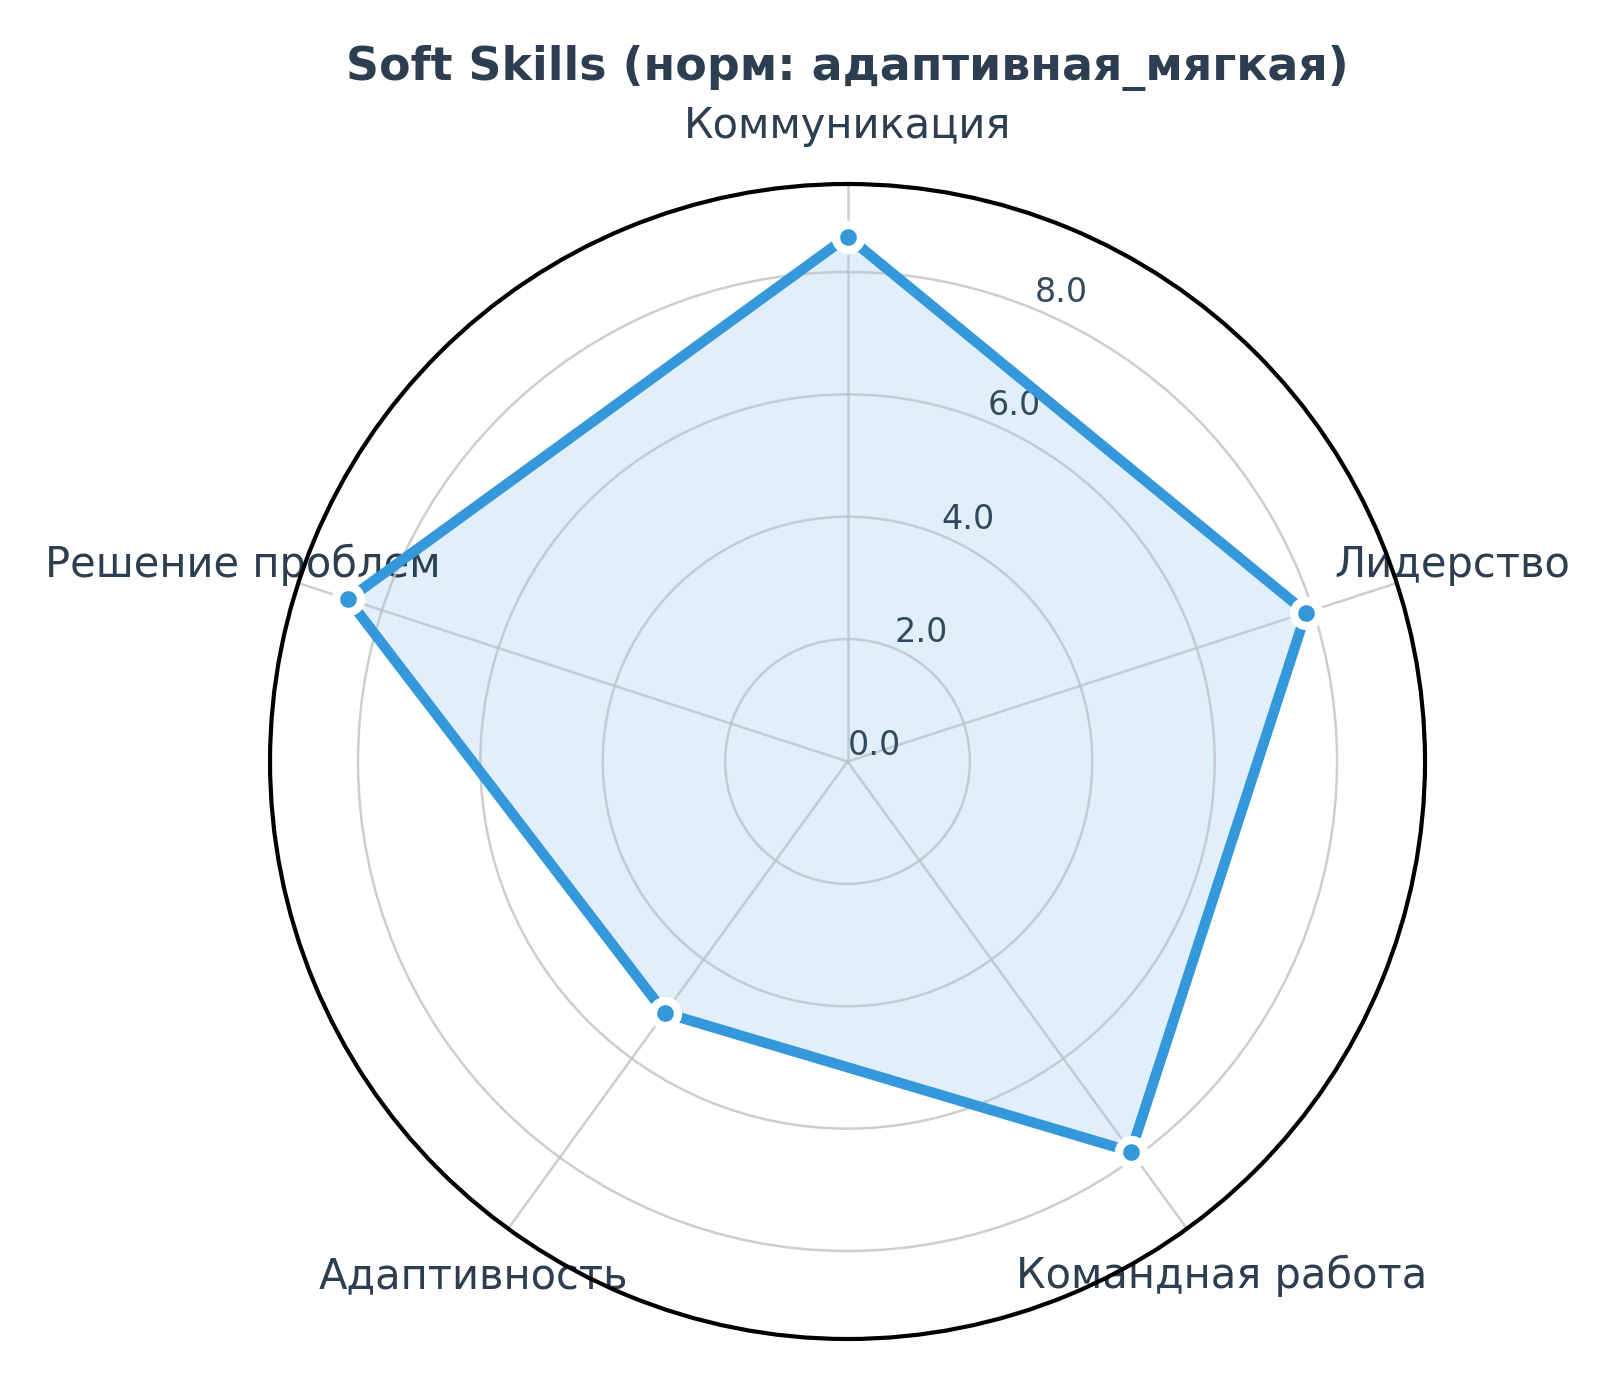 Soft Skills (норм: адаптивная_мягкая)
Коммуникация
8.0
6.0
4.0
Решение проблем
Лидерство
2.0
0.0
Адаптивность
Командная работа